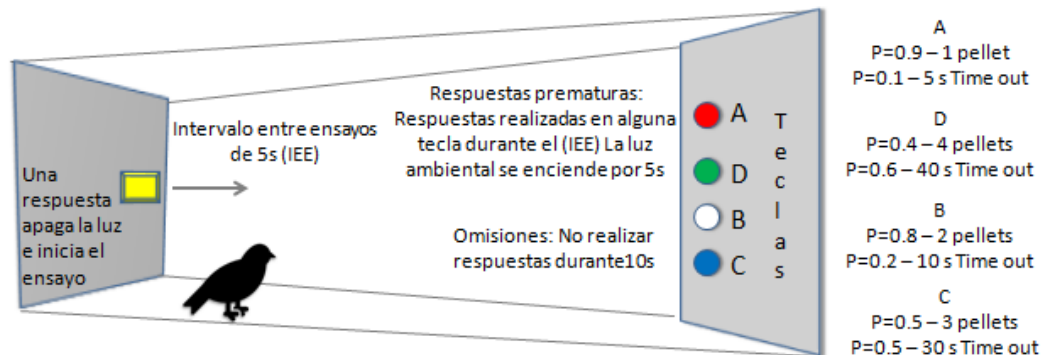 Una
respuesta
apaga la luz
e inicia el
ensayo
Intervalo entre ensayos
de 5s (IEE)
Respuestas prematuras:
Respuestas realizadas en alguna
tecla durante el (IEE) La luz
ambiental se enciende por 5s
Omisiones: No realizar
respuestas durante10s
A
D
B
C
Teclas
A
P=0.9 – 1 pellet
P=0.1 – 5 s Time out
D
P=0.4 – 4 pellets
P=0.6 – 40 s Time out
B
P=0.8 – 2 pellets
P=0.2 – 10 s Time out
C
P=0.5 – 3 pellets
P=0.5 – 30 s Time out